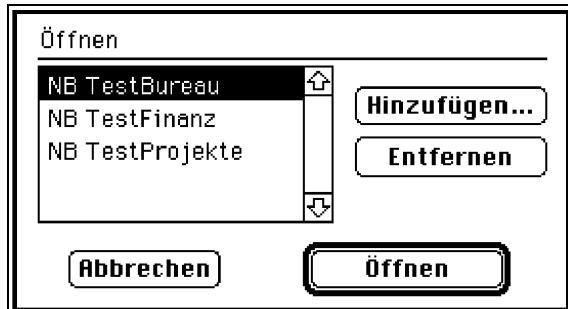 Öffnen
NB TestBureau
NB TestFinanz
NB TestProjekte
Hinzufügen...
Entfernen
Abbrechen
Öffnen